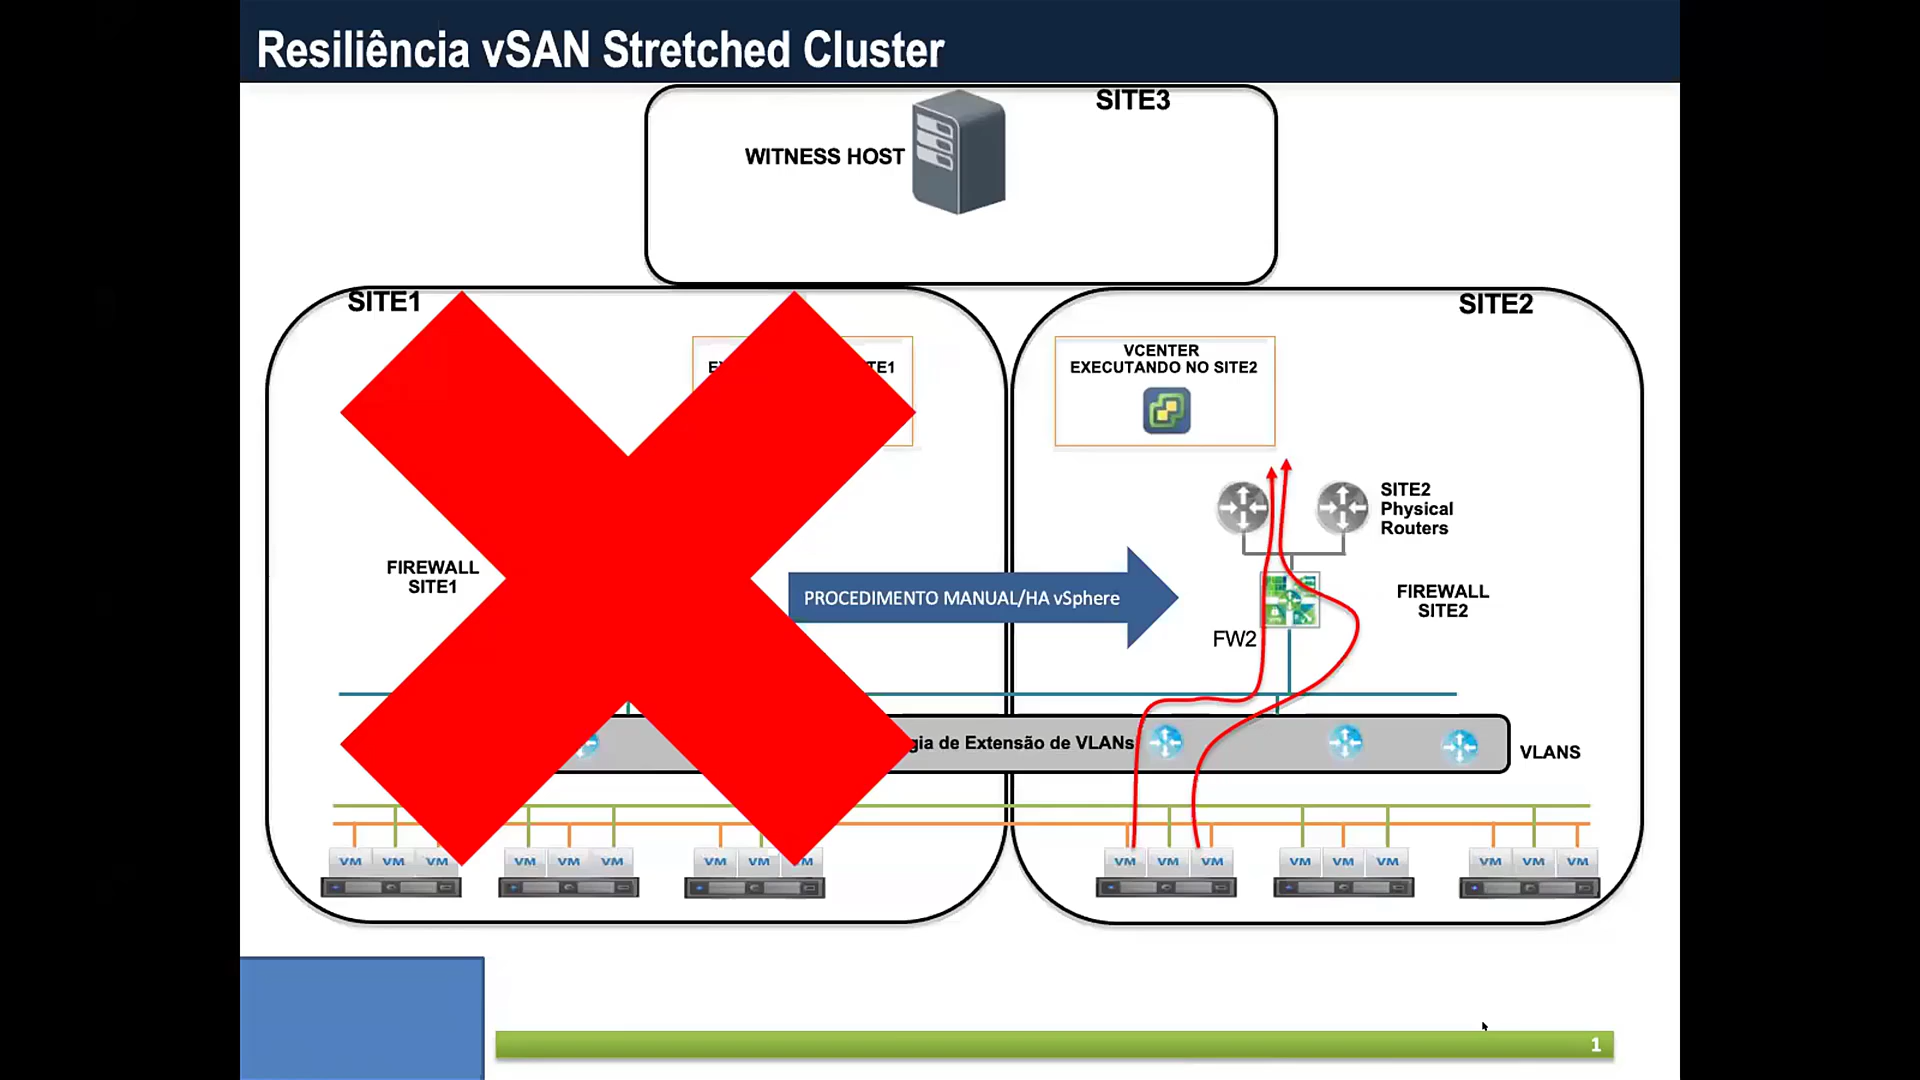 Resiliência vSAN Stretched Cluster
SITE3
WITNESS HOST
SITE1
SITE2
VCENTER
EXECUTANDO NO SITE2
SITE2
Physical
Routers
FIREWALL
SITE1
PROCEDIMENTO MANUAL/HA vSphere
FIREWALL
SITE2
FW2
de Extensão de VLANs
VLANS
VM VM VM VM VM VM VM VM VM VM VM VM VM VM VM VM VM
1